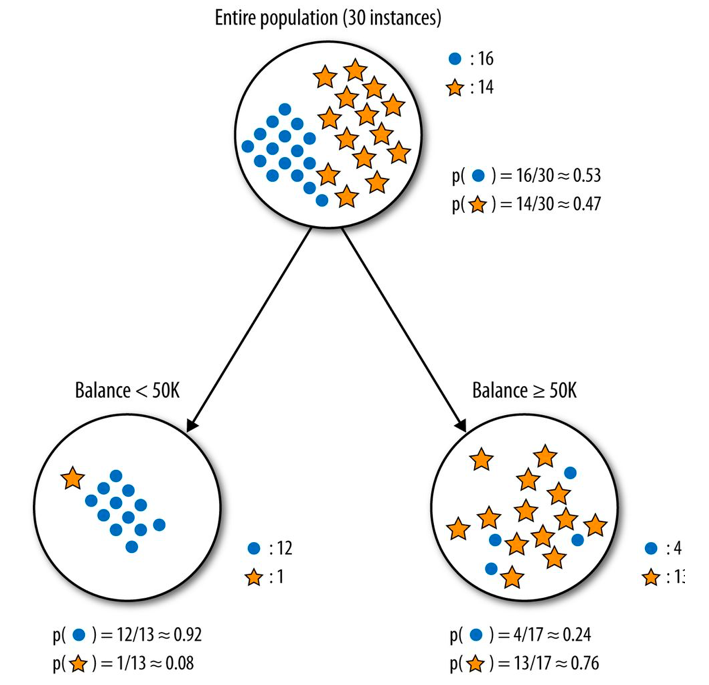 Entire population (30 instances)
: 16
: 14
p( ) = 16/30 ≈ 0.53
p( ) = 14/30 ≈ 0.47
Balance < 50K
Balance ≥ 50K
: 12
: 1
: 4
: 13
p( ) = 12/13 ≈ 0.92
p( ) = 1/13 ≈ 0.08
p( ) = 4/17 ≈ 0.24
p( ) = 13/17 ≈ 0.76